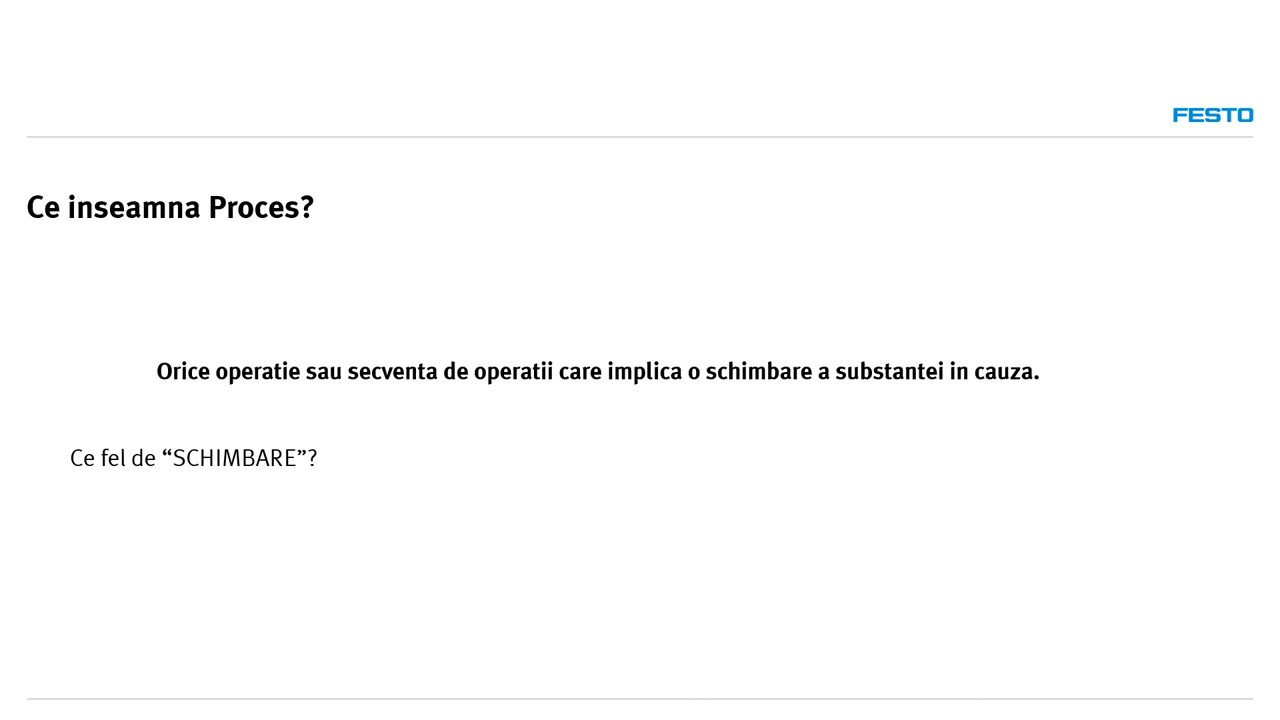 FESTO
Ce inseamna Proces?
Orice operatie sau secventa de operatii care implica o schimbare a substantei in cauza.
Ce fel de “SCHIMBARE”?